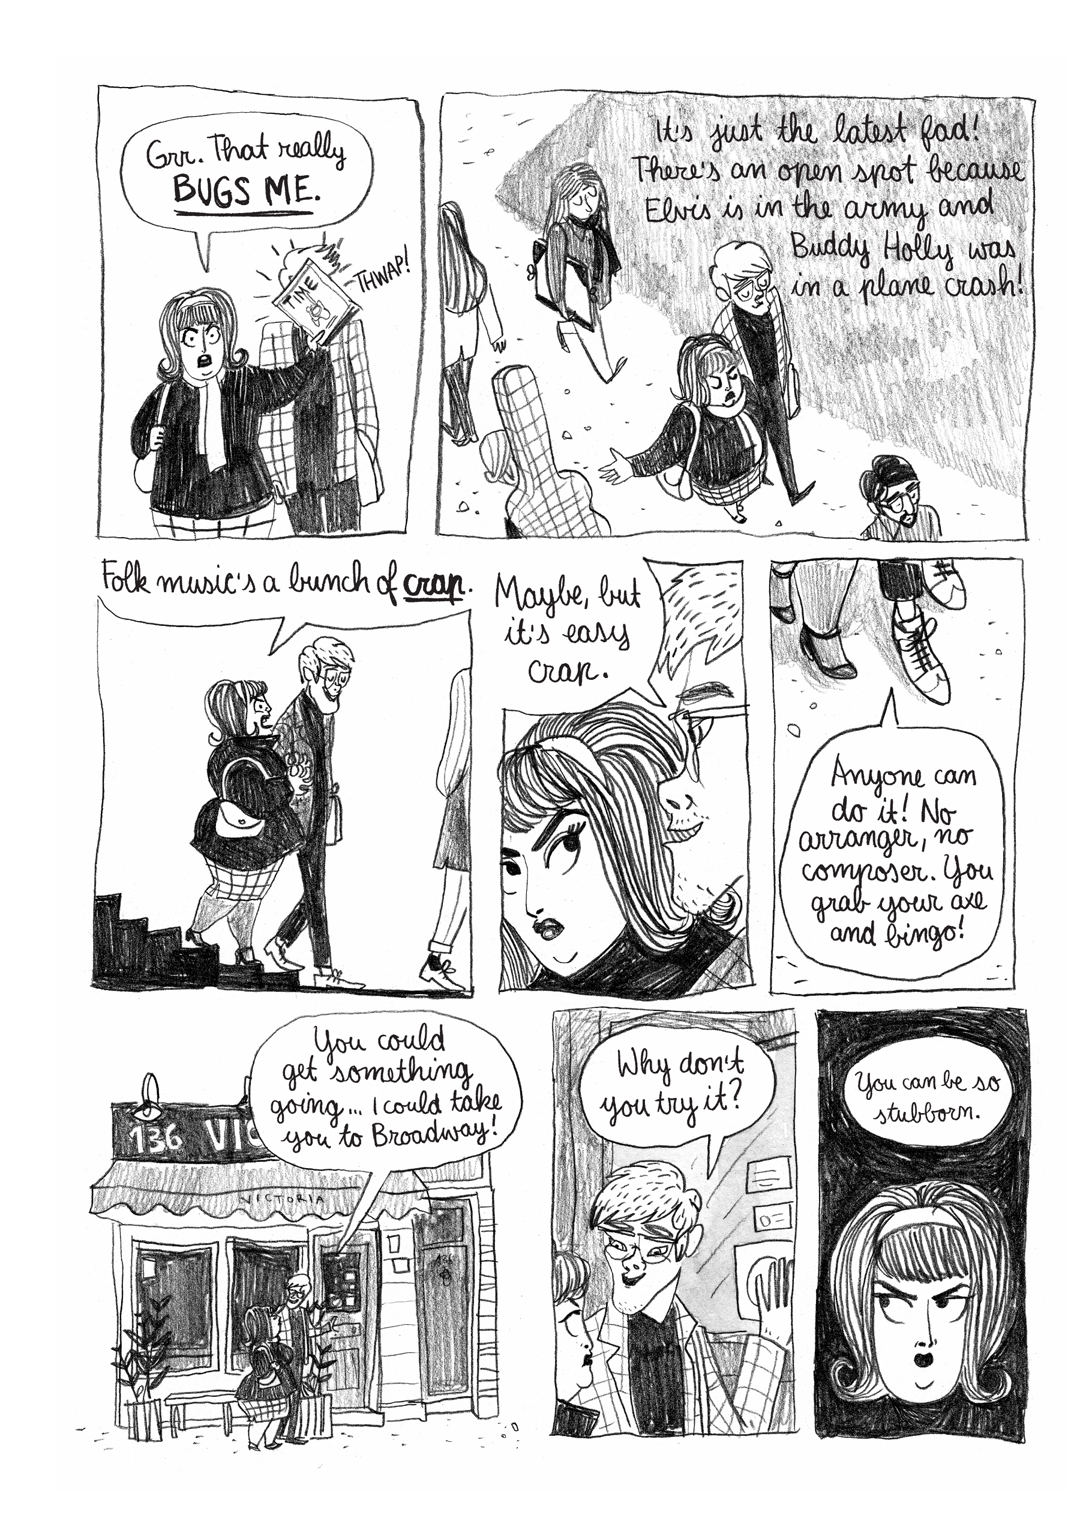 Grr. That really
BUGS ME.
TIME
THWAP!
It's just the latest fad!
There's an open spot because
Elvis is in the army and
Buddy Holly was
in a plane crash!
Folk music's a bunch of crap.
Maybe, but
it's easy
crap.
Anyone can
do it! No
arranger, no
composer. You
grab your axe
and bingo!
You could
get something
going... I could take
you to Broadway!
136 VIC
VICTORIA
Why don't
you try it?
You can be so
stubborn.